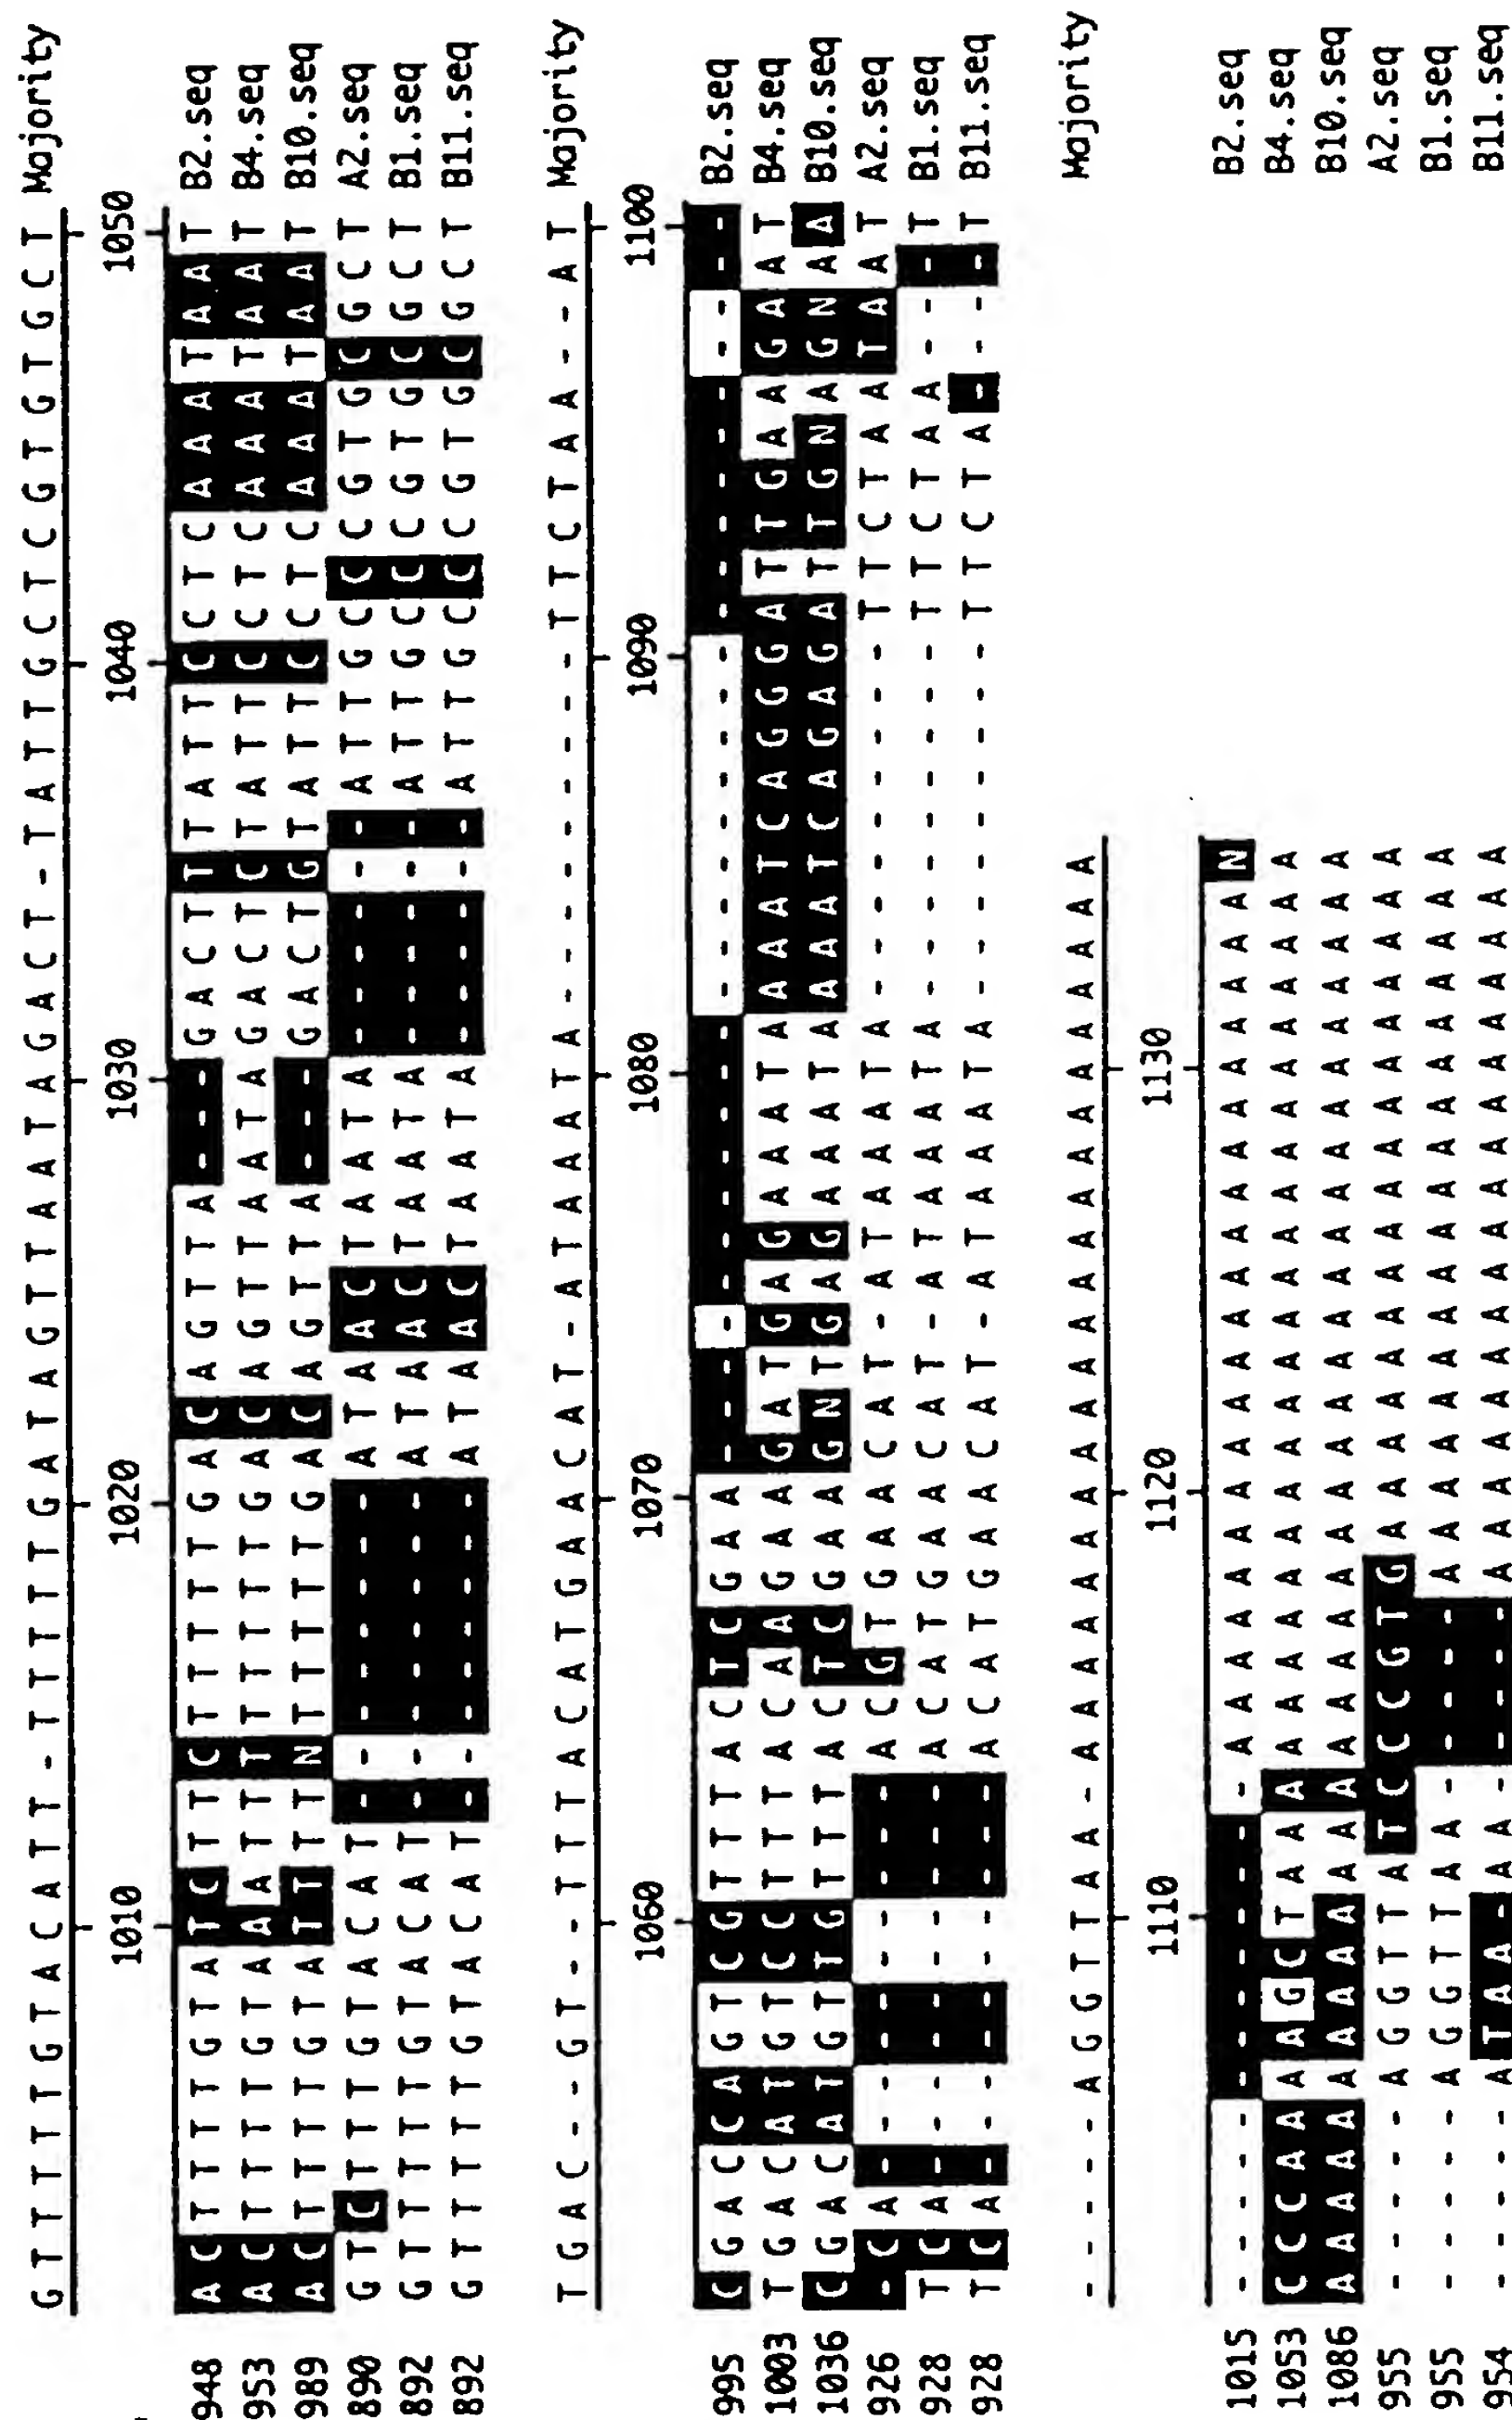 G T T T T T G T A C A T T - T T T T T G A T A G T T A A T A G A C T - T A T T G C T C G T G T G C T Majority
1010 1020 1030 1040 1050
948 A C T T T T G T A T C T T C T T T T T G A C A G T T A - - - G A C T T T A T T C C T C A A A T A A T B2.seq
953 A C T T T T G T A A A T T T T T T T T G A C A G T T A A T A G A C T C T A T T C C T C A A A T A A T B4.seq
989 A C T T T T G T A T T T T N T T T T T G A C A G T T A - - - G A C T G T A T T C C T C A A A T A A T B10.seq
890 G T C T T T G T A C A T - - - - - - - - A T A A C T A A T A - - - - - - A T T G C C C G T G C G C T A2.seq
892 G T T T T T G T A C A T - - - - - - - - A T A A C T A A T A - - - - - - A T T G C C C G T G C G C T B1.seq
892 G T T T T T G T A C A T - - - - - - - - A T A A C T A A T A - - - - - - A T T G C C C G T G C G C T B11.seq
T G A C - - G T - - T T T A C A T G A A C A T - A T A A A T A - - - - - - - - - T T C T A A - - A T Majority
1060 1070 1080 1090 1100
995 C G A C C A G T C G T T T A C T C G A A - - - - - - - - - - - - - - - - - - - - - - - - - - - - - - B2.seq
1003 T G A C A T G T C C T T T A C A A G A A G A T G A G A A A T A A A A T C A G G G A T T G A A G A A T B4.seq
1036 C G A C A T G T T G T T T A C T C G A A G N T G A G A A A T A A A A T C A G A G A T T G N A G N A A B10.seq
926 - C A - - - - - - - - - - A C G T G A A C A T - A T A A A T A - - - - - - - - - T T C T A A T A A T A2.seq
928 T C A - - - - - - - - - - A C A T G A A C A T - A T A A A T A - - - - - - - - - T T C T A A - - - T B1.seq
928 T C A - - - - - - - - - - A C A T G A A C A T - A T A A A T A - - - - - - - - - T T C T A - - - - T B11.seq
- - - - - A G G T T A A - A A A A A A A A A A A A A A A A A A A A A A Majority
1110 1120 1130
1015 - - - - - - - - - - - - - A A A A A A A A A A A A A A A A A A A A A N B2.seq
1053 C C C A A A A G C T A A A A A A A A A A A A A A A A A A A A A A A A A B4.seq
1086 A A A A A A A A A A A A A A A A A A A A A A A A A A A A A A A A A A A B10.seq
955 - - - - - A G G T T A T C C C G T G A A A A A A A A A A A A A A A A A A2.seq
955 - - - - - A G G T T A A - - - - - A A A A A A A A A A A A A A A A A A B1.seq
954 - - - - - A T A A - A A - - - - - A A A A A A A A A A A A A A A A A A B11.seq